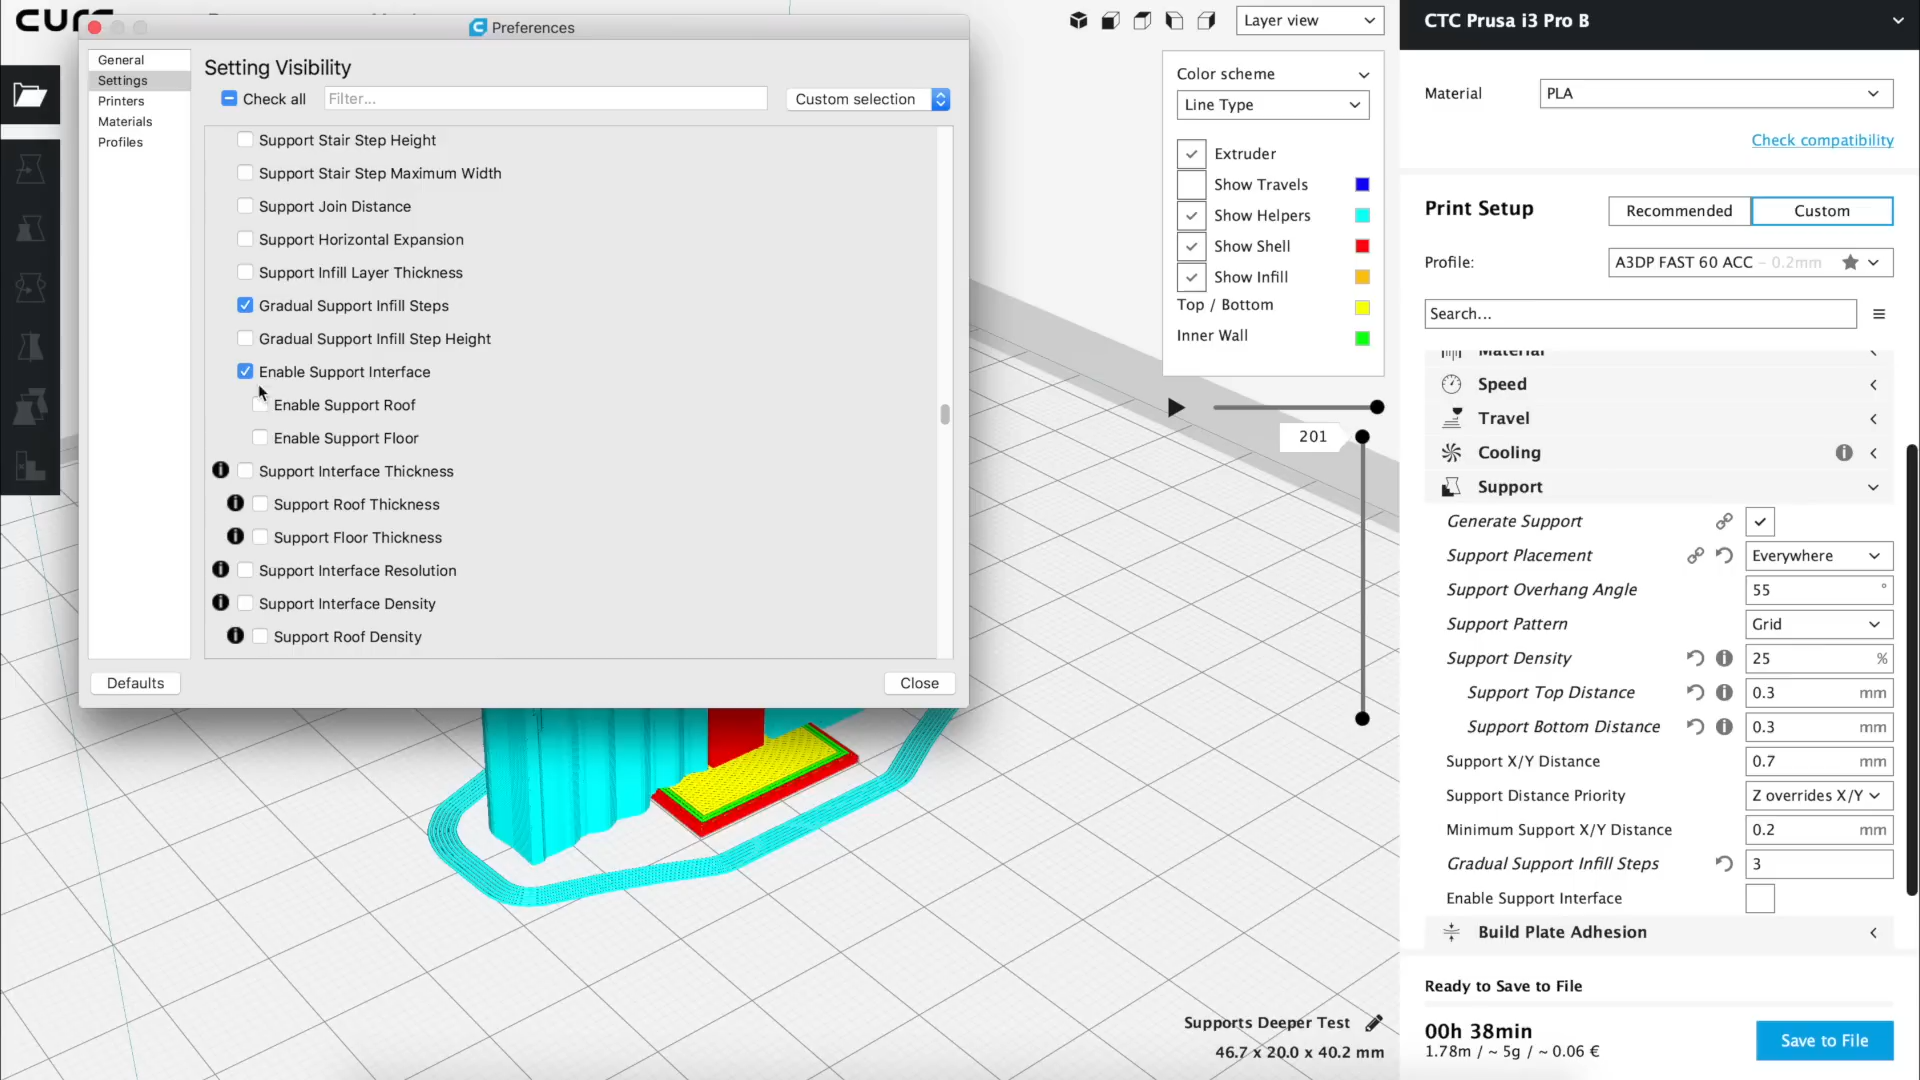 Preferences
General
Settings
Printers
Materials
Profiles
Setting Visibility
Check all
Filter...
Custom selection
Support Stair Step Height
Support Stair Step Maximum Width
Support Join Distance
Support Horizontal Expansion
Support Infill Layer Thickness
Gradual Support Infill Steps
Gradual Support Infill Step Height
Enable Support Interface
Enable Support Roof
Enable Support Floor
Support Interface Thickness
Support Roof Thickness
Support Floor Thickness
Support Interface Resolution
Support Interface Density
Support Roof Density
Defaults
Close
Layer view
Color scheme
Line Type
Extruder
Show Travels
Show Helpers
Show Shell
Show Infill
Top / Bottom
Inner Wall
201
Supports Deeper Test
46.7 x 20.0 x 40.2 mm
CTC Prusa i3 Pro B
Material PLA
Check compatibility
Print Setup Recommended Custom
Profile: A3DP FAST 60 ACC - 0.2mm
Search...
Material
Speed
Travel
Cooling
Support
Generate Support
Support Placement Everywhere
Support Overhang Angle 55 °
Support Pattern Grid
Support Density 25 %
Support Top Distance 0.3 mm
Support Bottom Distance 0.3 mm
Support X/Y Distance 0.7 mm
Support Distance Priority Z overrides X/Y
Minimum Support X/Y Distance 0.2 mm
Gradual Support Infill Steps 3
Enable Support Interface
Build Plate Adhesion
Ready to Save to File
00h 38min
1.78m / ~ 5g / ~ 0.06 €
Save to File